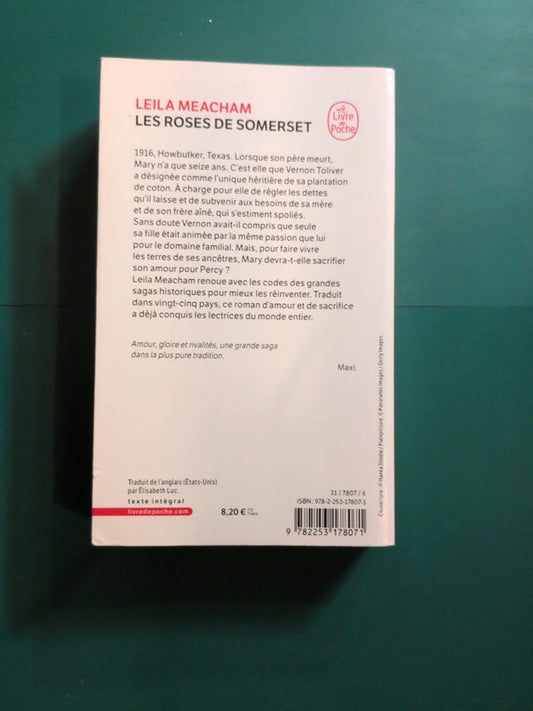 LEILA MEACHAM
LES ROSES DE SOMERSET
Le
Livre
de
Poche
1916, Howbutker, Texas. Lorsque son père meurt,
Mary n'a que seize ans. C'est elle que Vernon Toliver
a désignée comme l'unique héritière de sa plantation
de coton. À charge pour elle de régler les dettes
qu'il laisse et de subvenir aux besoins de sa mère
et de son frère aîné, qui s'estiment spoliés.
Sans doute Vernon avait-il compris que seule
sa fille était animée par la même passion que lui
pour le domaine familial. Mais, pour faire vivre
les terres de ses ancêtres, Mary devra-t-elle sacrifier
son amour pour Percy ?
Leila Meacham renoue avec les codes des grandes
sagas historiques pour mieux les réinventer. Traduit
dans vingt-cinq pays, ce roman d'amour et de sacrifice
a déjà conquis les lectrices du monde entier.
Amour, gloire et rivalités, une grande saga
dans la plus pure tradition.
Maxi.
Traduit de l'anglais (États-Unis)
par Élisabeth Luc.
texte intégral
livredepoche.com
8,20 €
31 / 7807 / 6
ISBN : 978-2-253-17807-1
9 782253 178071
Couverture : © Malika Stedile / Plainpicture ; © Panoramic Images / Getty Images.